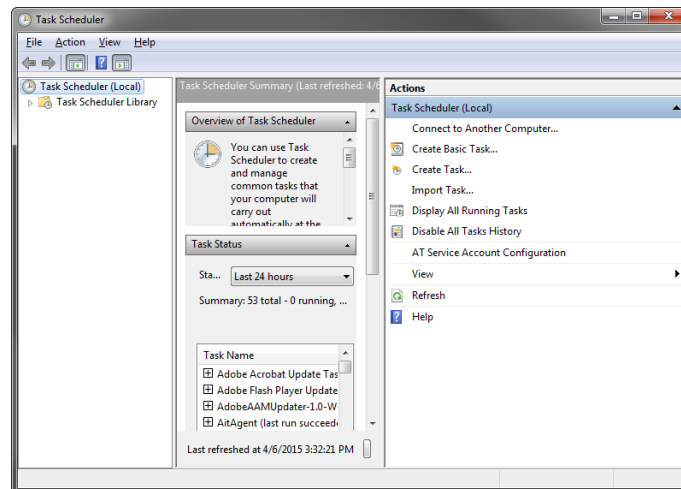 Task Scheduler
File Action View Help
Task Scheduler (Local)
Task Scheduler Library
Task Scheduler Summary (Last refreshed: 4/6
Overview of Task Scheduler
You can use Task
Scheduler to create
and manage
common tasks that
your computer will
carry out
automatically at the
Task Status
Sta... Last 24 hours
Summary: 53 total - 0 running, ...
Task Name
Adobe Acrobat Update Tas
Adobe Flash Player Update
AdobeAAMUpdater-1.0-W
AitAgent (last run succeed
Last refreshed at 4/6/2015 3:32:21 PM
Actions
Task Scheduler (Local)
Connect to Another Computer...
Create Basic Task...
Create Task...
Import Task...
Display All Running Tasks
Disable All Tasks History
AT Service Account Configuration
View
Refresh
Help